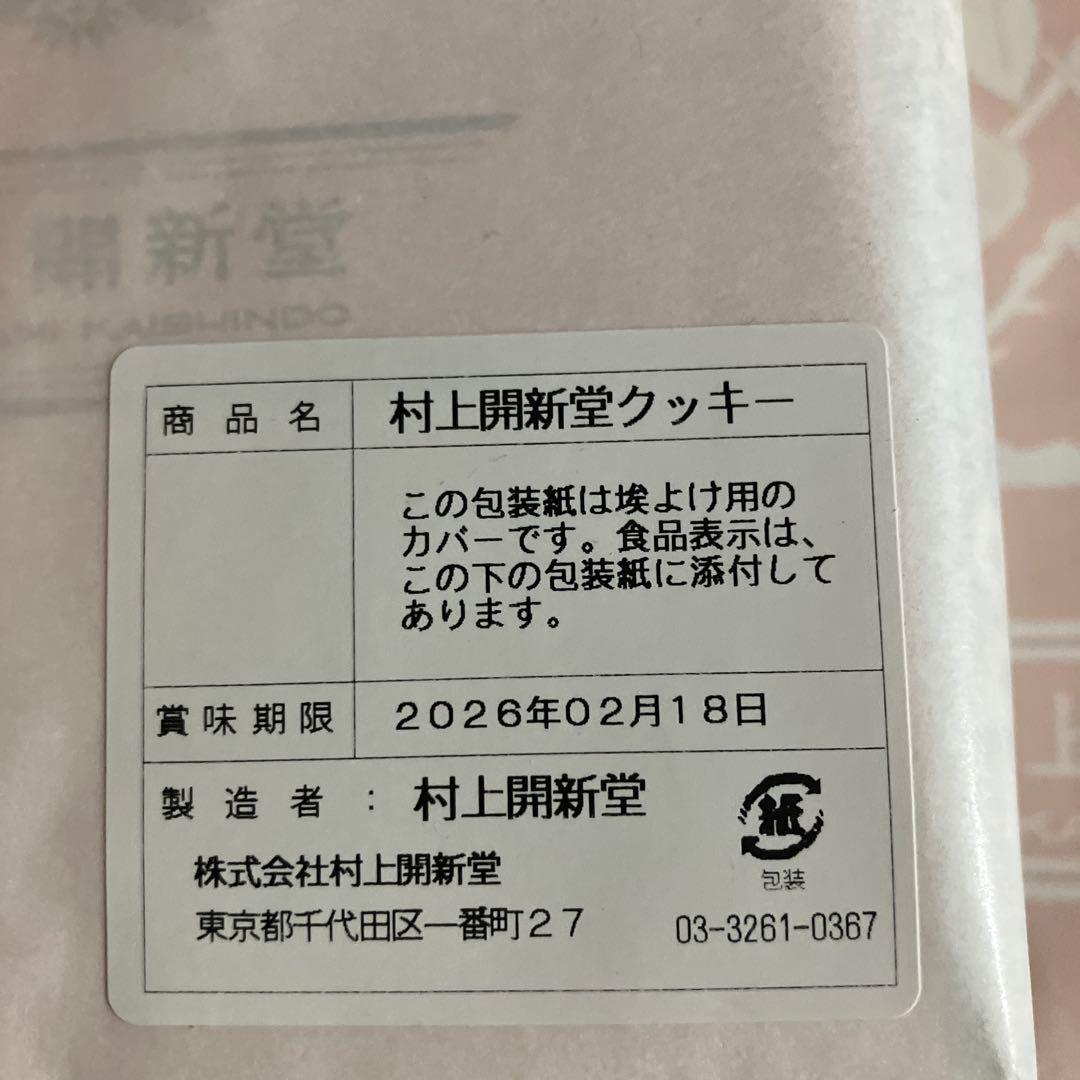 開新堂
KAISHINDO
商品名 村上開新堂クッキー
この包装紙は埃よけ用の
カバーです。食品表示は、
この下の包装紙に添付して
あります。
賞味期限 2026年02月18日
製造者：村上開新堂
紙
包装
株式会社村上開新堂
東京都千代田区一番町27 03-3261-0367
上